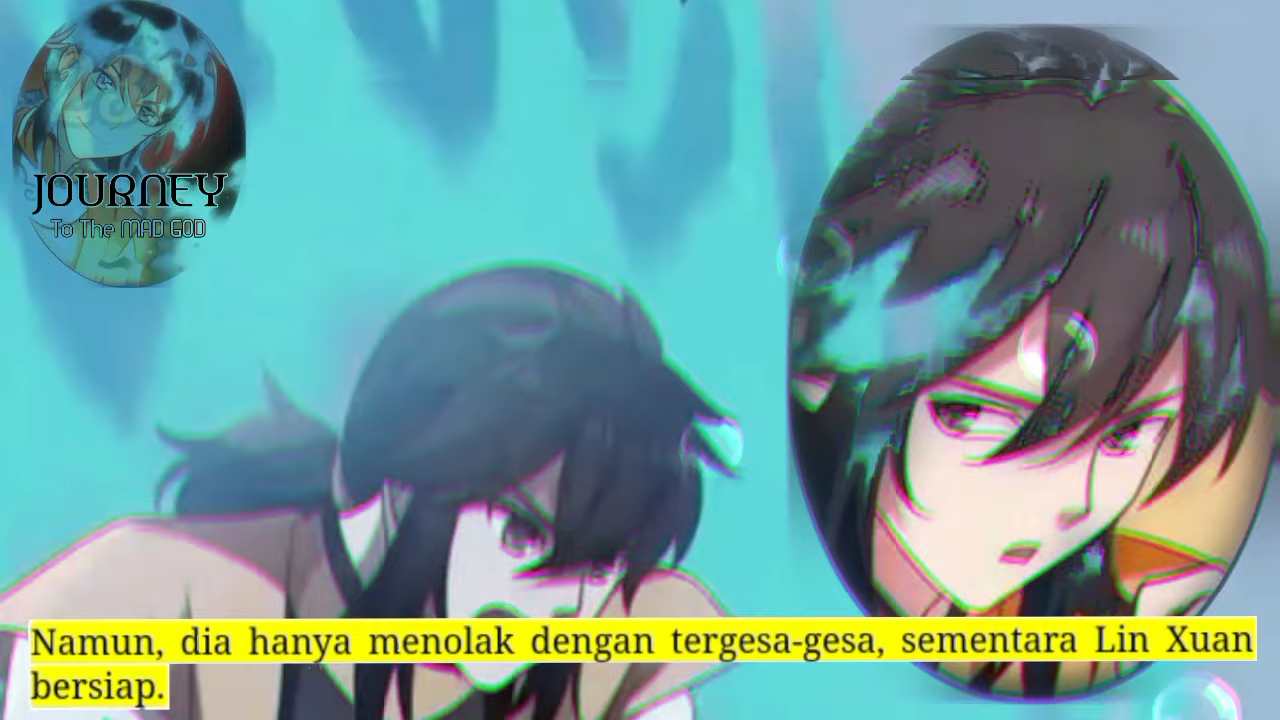 JOURNEY
To The MAD GOD
Namun, dia hanya menolak dengan tergesa-gesa, sementara Lin Xuan
bersiap.